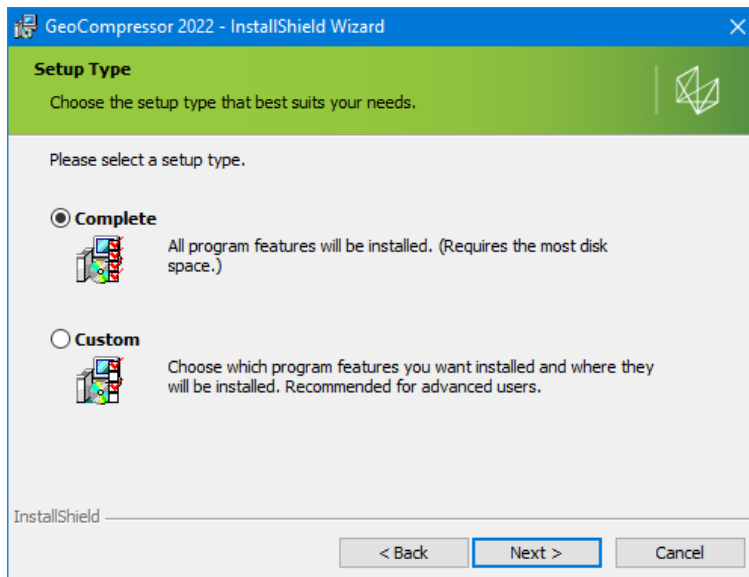 GeoCompressor 2022 - InstallShield Wizard
Setup Type
Choose the setup type that best suits your needs.
Please select a setup type.
Complete
All program features will be installed. (Requires the most disk
space.)
Custom
Choose which program features you want installed and where they
will be installed. Recommended for advanced users.
InstallShield
< Back
Next >
Cancel